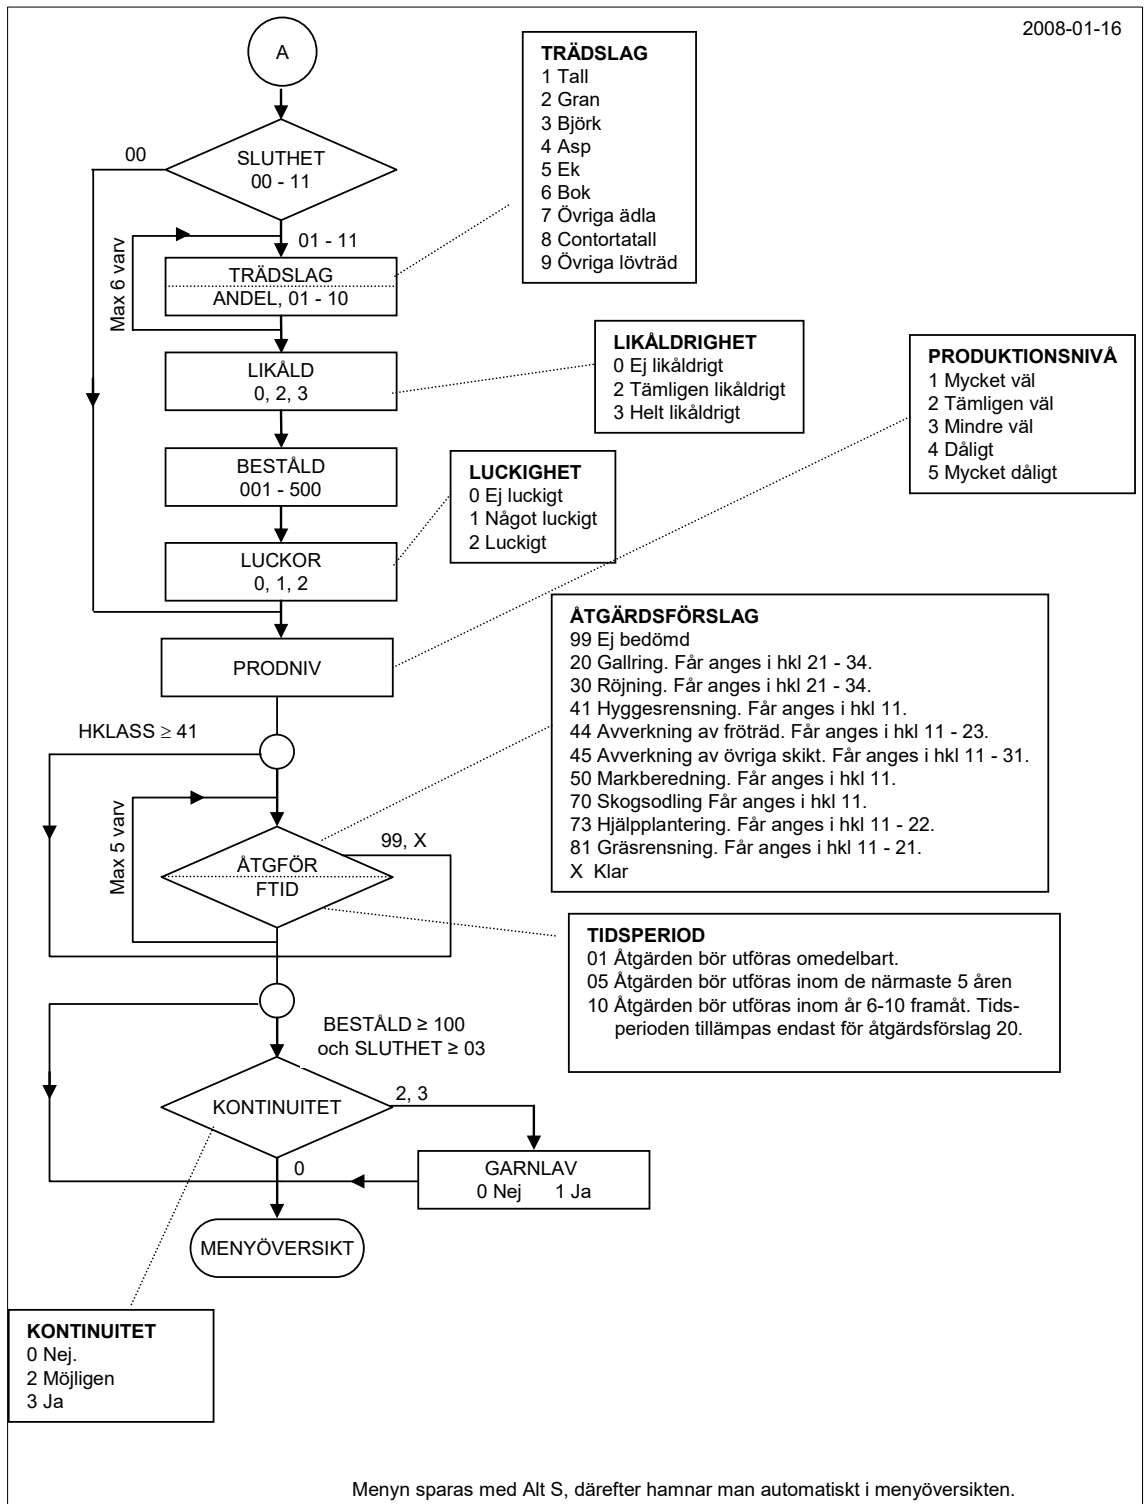 2008-01-16
A
TRÄDSLAG
1 Tall
2 Gran
3 Björk
4 Asp
5 Ek
6 Bok
7 Övriga ädla
8 Contortatall
9 Övriga lövträd
00
SLUTHET
00 - 11
01 - 11
Max 6 varv
TRÄDSLAG
ANDEL, 01 - 10
LIKÅLDRIGHET
0 Ej likåldrigt
2 Tämligen likåldrigt
3 Helt likåldrigt
PRODUKTIONSNIVÅ
1 Mycket väl
2 Tämligen väl
3 Mindre väl
4 Dåligt
5 Mycket dåligt
LIKÅLD
0, 2, 3
BESTÅLD
001 - 500
LUCKIGHET
0 Ej luckigt
1 Något luckigt
2 Luckigt
LUCKOR
0, 1, 2
PRODNIV
ÅTGÄRDSFÖRSLAG
99 Ej bedömd
20 Gallring. Får anges i hkl 21 - 34.
30 Röjning. Får anges i hkl 21 - 34.
41 Hyggesrensning. Får anges i hkl 11.
44 Avverkning av fröträd. Får anges i hkl 11 - 23.
45 Avverkning av övriga skikt. Får anges i hkl 11 - 31.
50 Markberedning. Får anges i hkl 11.
70 Skogsodling Får anges i hkl 11.
73 Hjälpplantering. Får anges i hkl 11 - 22.
81 Gräsrensning. Får anges i hkl 11 - 21.
X Klar
HKLASS ≥ 41
Max 5 varv
99, X
ÅTGFÖR
FTID
TIDSPERIOD
01 Åtgärden bör utföras omedelbart.
05 Åtgärden bör utföras inom de närmaste 5 åren
10 Åtgärden bör utföras inom år 6-10 framåt. Tids-
perioden tillämpas endast för åtgärdsförslag 20.
BESTÅLD ≥ 100
och SLUTHET ≥ 03
KONTINUITET
2, 3
0
GARNLAV
0 Nej 1 Ja
MENYÖVERSIKT
KONTINUITET
0 Nej.
2 Möjligen
3 Ja
Menyn sparas med Alt S, därefter hamnar man automatiskt i menyöversikten.